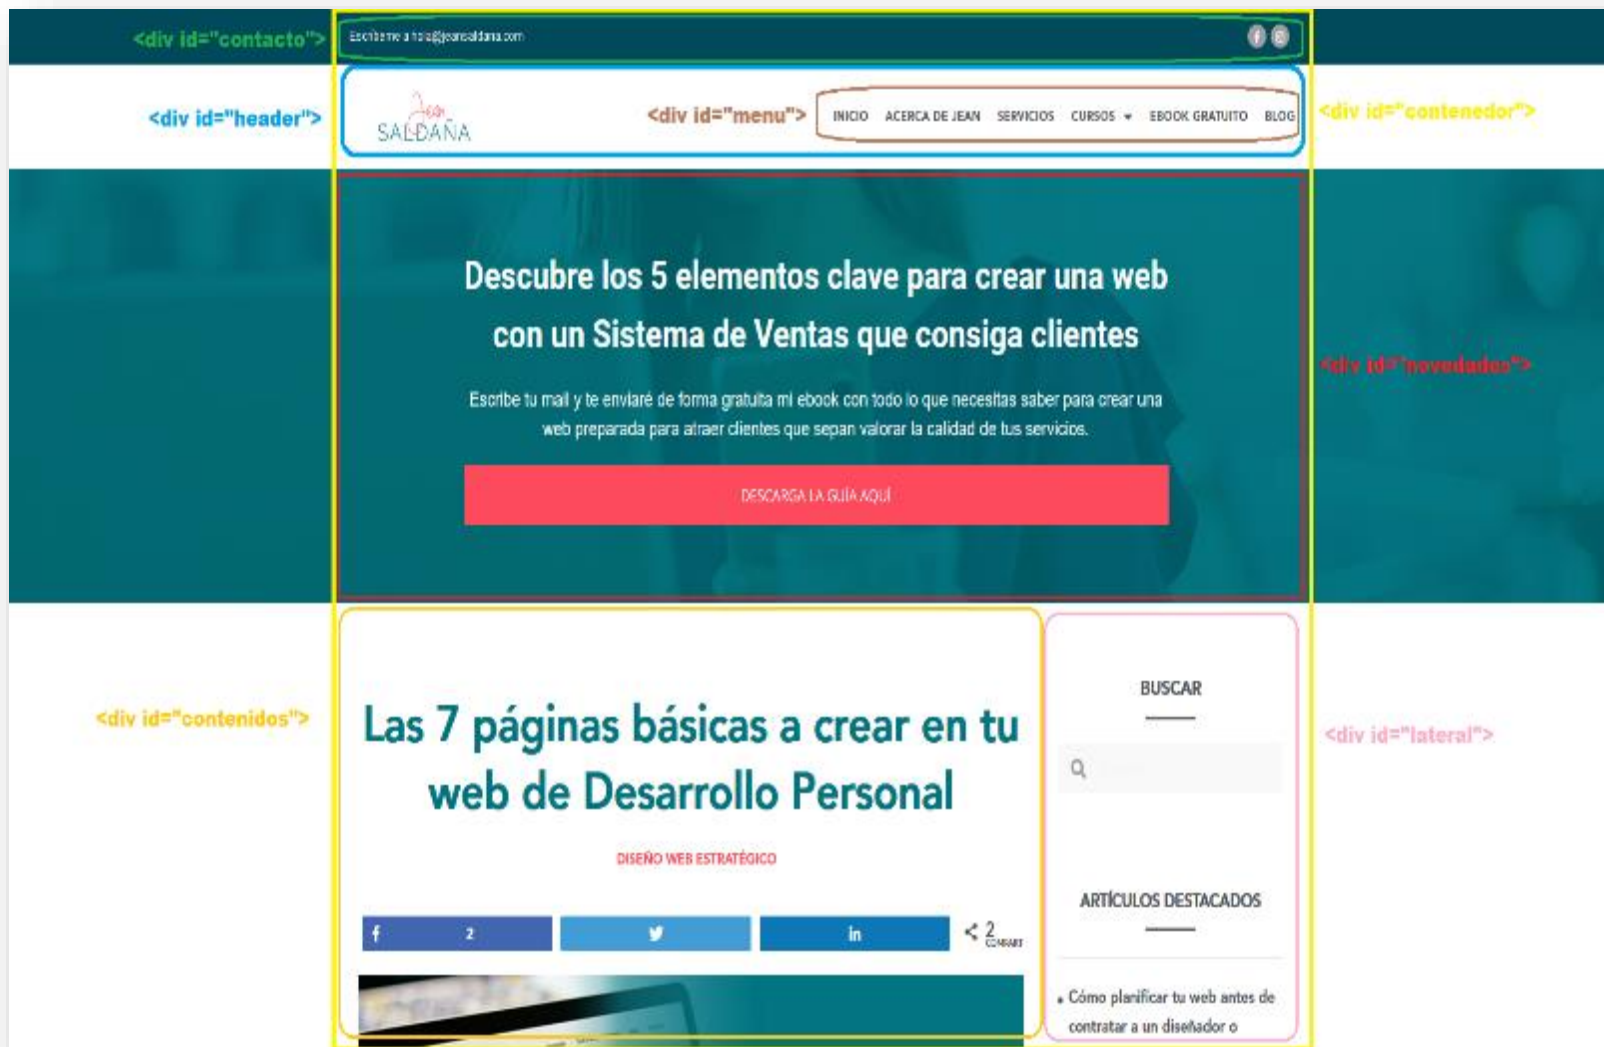 <div id="contacto">
Escríbeme a hola@jeansaldana.com
<div id="header">
Jean
SALDAÑA
<div id="menu">
INICIO ACERCA DE JEAN SERVICIOS CURSOS EBOOK GRATUITO BLOG
<div id="contenedor">
Descubre los 5 elementos clave para crear una web
con un Sistema de Ventas que consiga clientes
<div id="novedades">
Escribe tu mail y te enviaré de forma gratuita mi ebook con todo lo que necesitas saber para crear una
web preparada para atraer clientes que sepan valorar la calidad de tus servicios.
DESCARGA LA GUÍA AQUÍ
<div id="contenidos">
Las 7 páginas básicas a crear en tu
web de Desarrollo Personal
DISEÑO WEB ESTRATÉGICO
f 2
in
2
COMPART
BUSCAR
<div id="lateral">
ARTÍCULOS DESTACADOS
Cómo planificar tu web antes de
contratar a un diseñador o